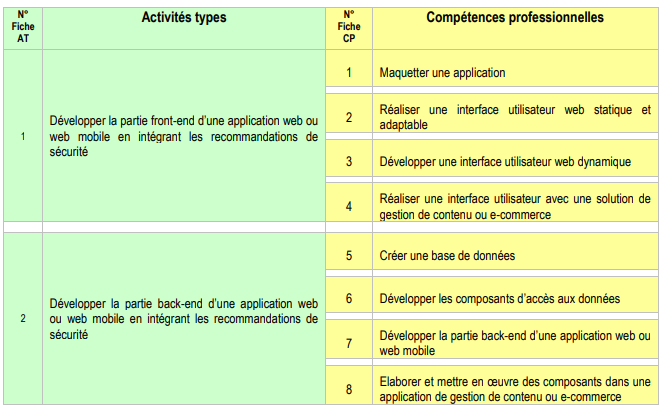 N°
Fiche
AT
Activités types
N°
Fiche
CP
Compétences professionnelles
1
Développer la partie front-end d'une application web ou
web mobile en intégrant les recommandations de
sécurité
1
Maquetter une application
2
Réaliser une interface utilisateur web statique et
adaptable
3
Développer une interface utilisateur web dynamique
4
Réaliser une interface utilisateur avec une solution de
gestion de contenu ou e-commerce
2
Développer la partie back-end d'une application web
ou web mobile en intégrant les recommandations de
sécurité
5
Créer une base de données
6
Développer les composants d'accès aux données
7
Développer la partie back-end d'une application web ou
web mobile
8
Elaborer et mettre en œuvre des composants dans une
application de gestion de contenu ou e-commerce